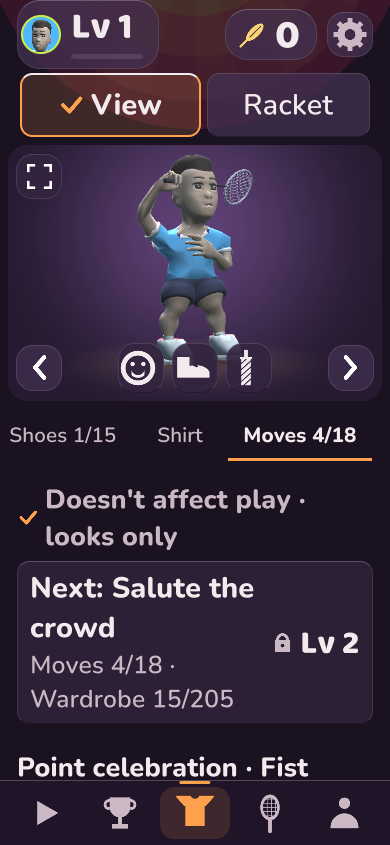 Lv 1
0
View
Racket
Shoes 1/15
Shirt
Moves 4/18
Doesn't affect play ·
looks only
Next: Salute the
crowd
Lv 2
Moves 4/18 ·
Wardrobe 15/205
Point celebration · Fist